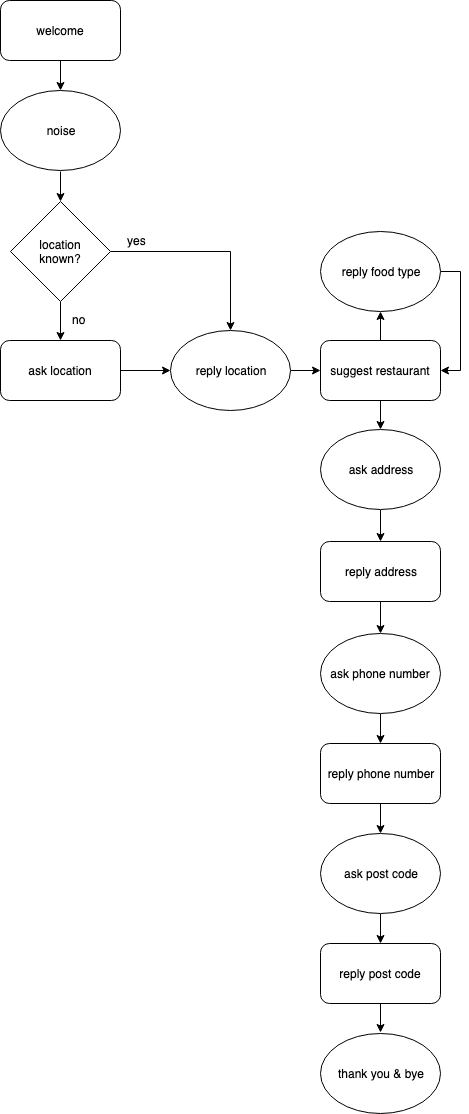 welcome
noise
location
known?
yes
no
ask location
reply location
reply food type
suggest restaurant
ask address
reply address
ask phone number
reply phone number
ask post code
reply post code
thank you & bye